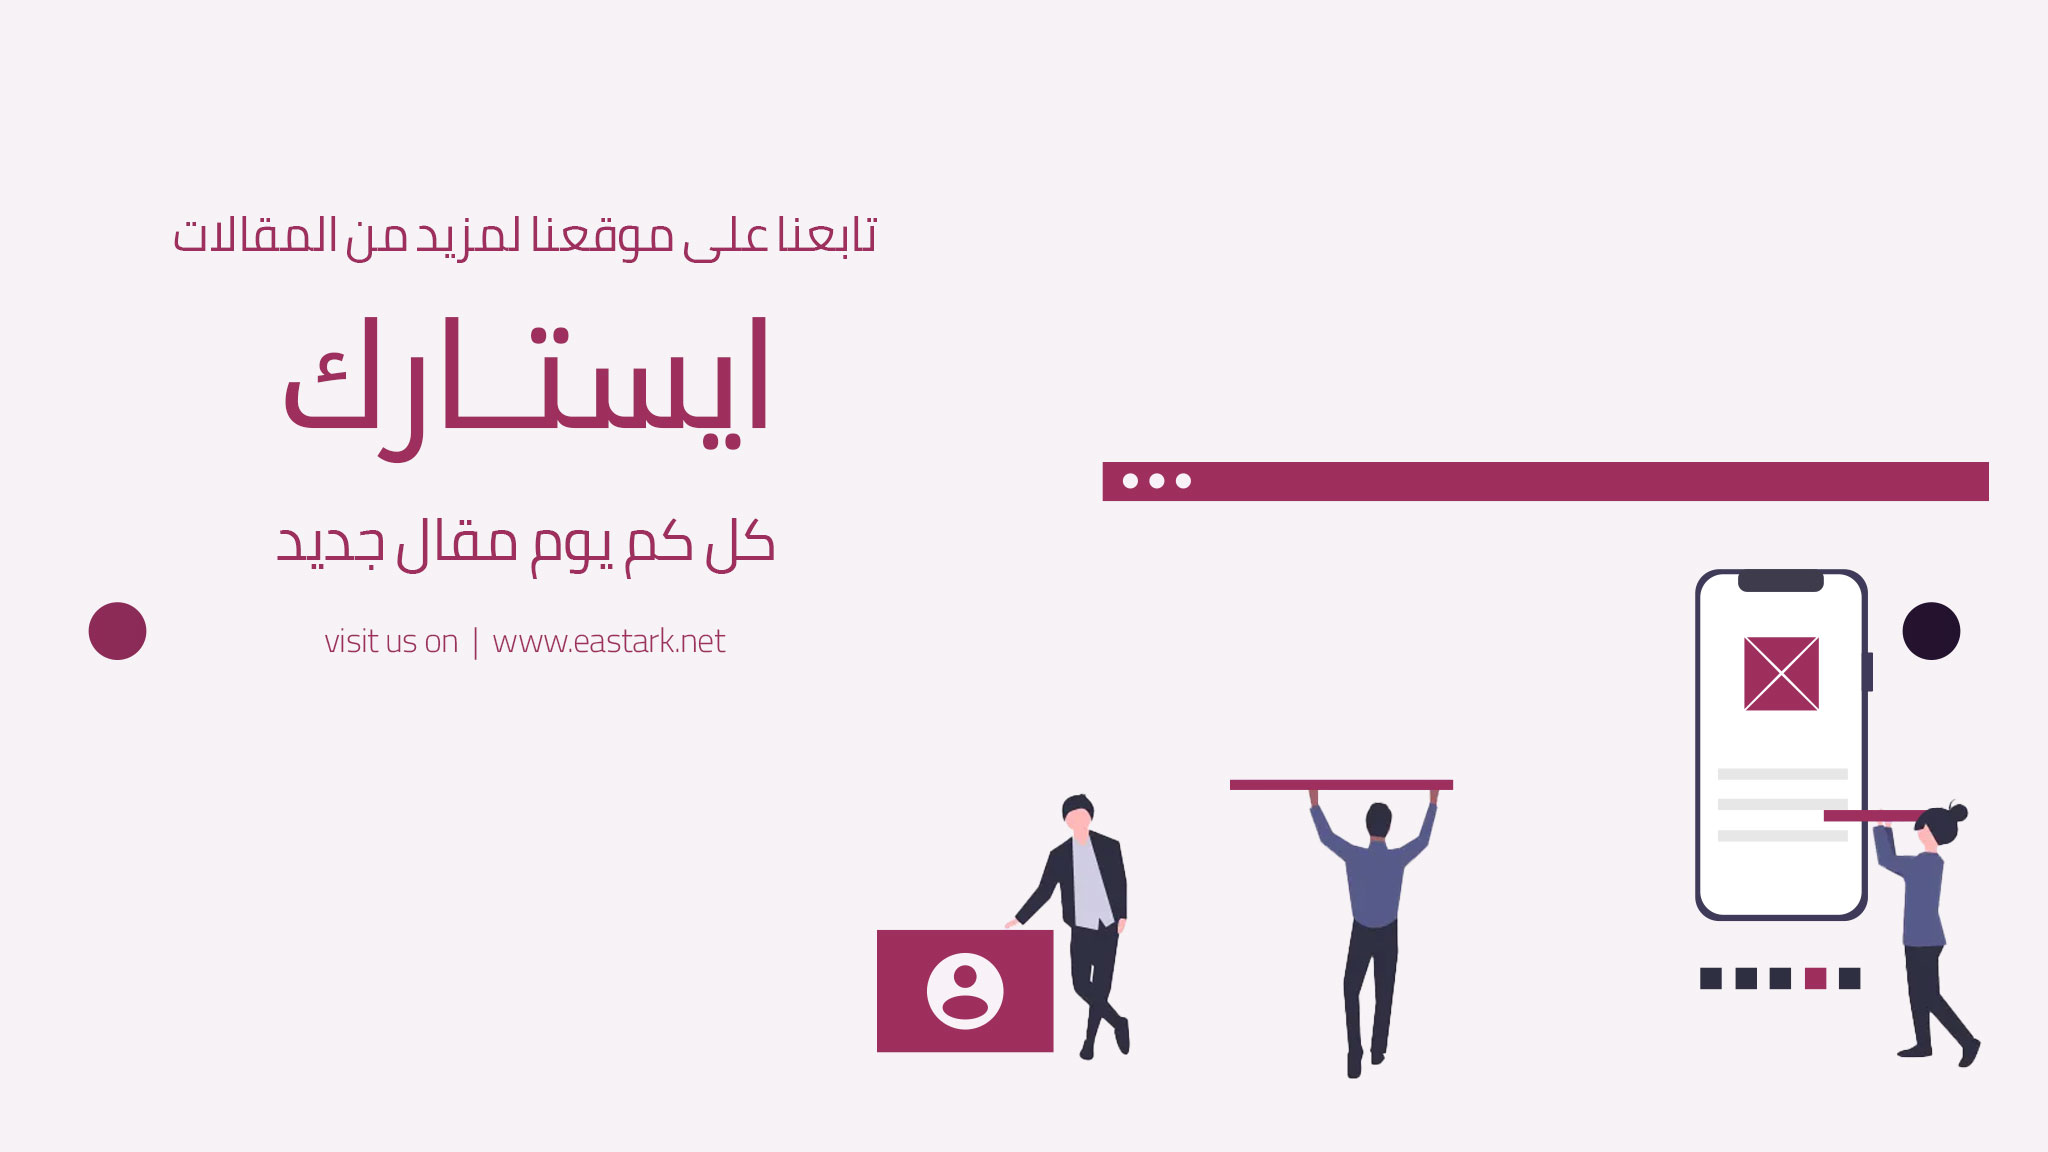 تابعنا على موقعنا لمزيد من المقالات
ايستـــارك
كل كم يوم مقال جديد
visit us on | www.eastark.net